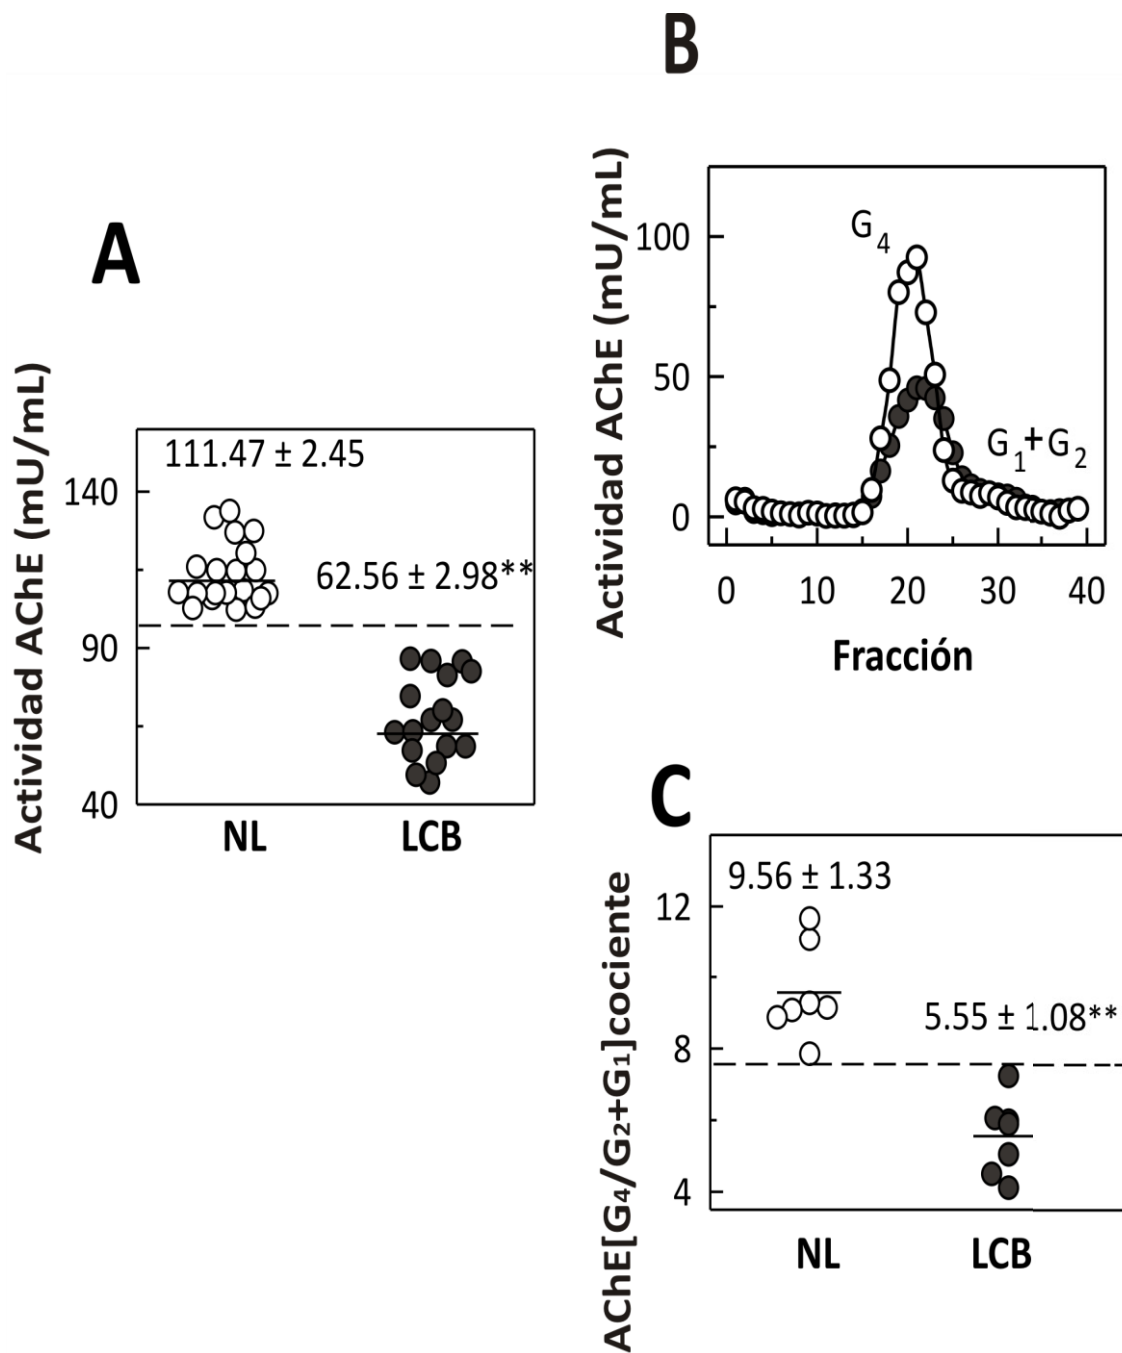 A
Actividad AChE (mU/mL)
140
90
40
111.47 ± 2.45
62.56 ± 2.98**
NL LCB
B
Actividad AChE (mU/mL)
100
50
0
G4
G1+G2
0 10 20 30 40
Fracción
C
AChE[G4/G2+G1]cociente
12
8
4
9.56 ± 1.33
5.55 ± 1.08**
NL LCB